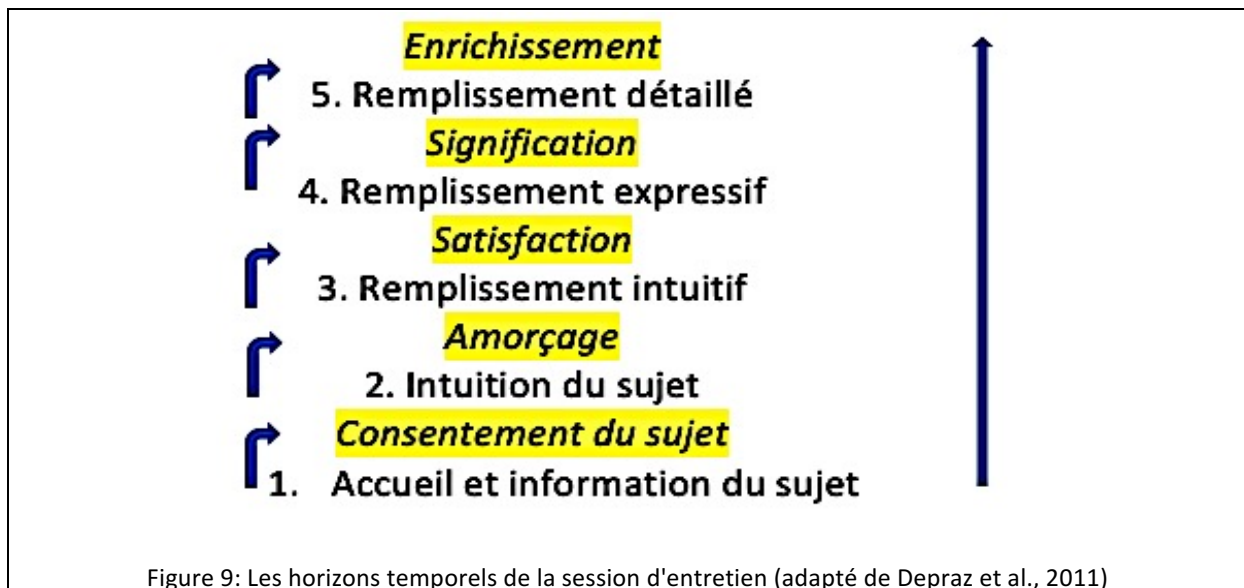 Enrichissement
5. Remplissement détaillé
Signification
4. Remplissement expressif
Satisfaction
3. Remplissement intuitif
Amorçage
2. Intuition du sujet
Consentement du sujet
1. Accueil et information du sujet
Figure 9: Les horizons temporels de la session d'entretien (adapté de Depraz et al., 2011)